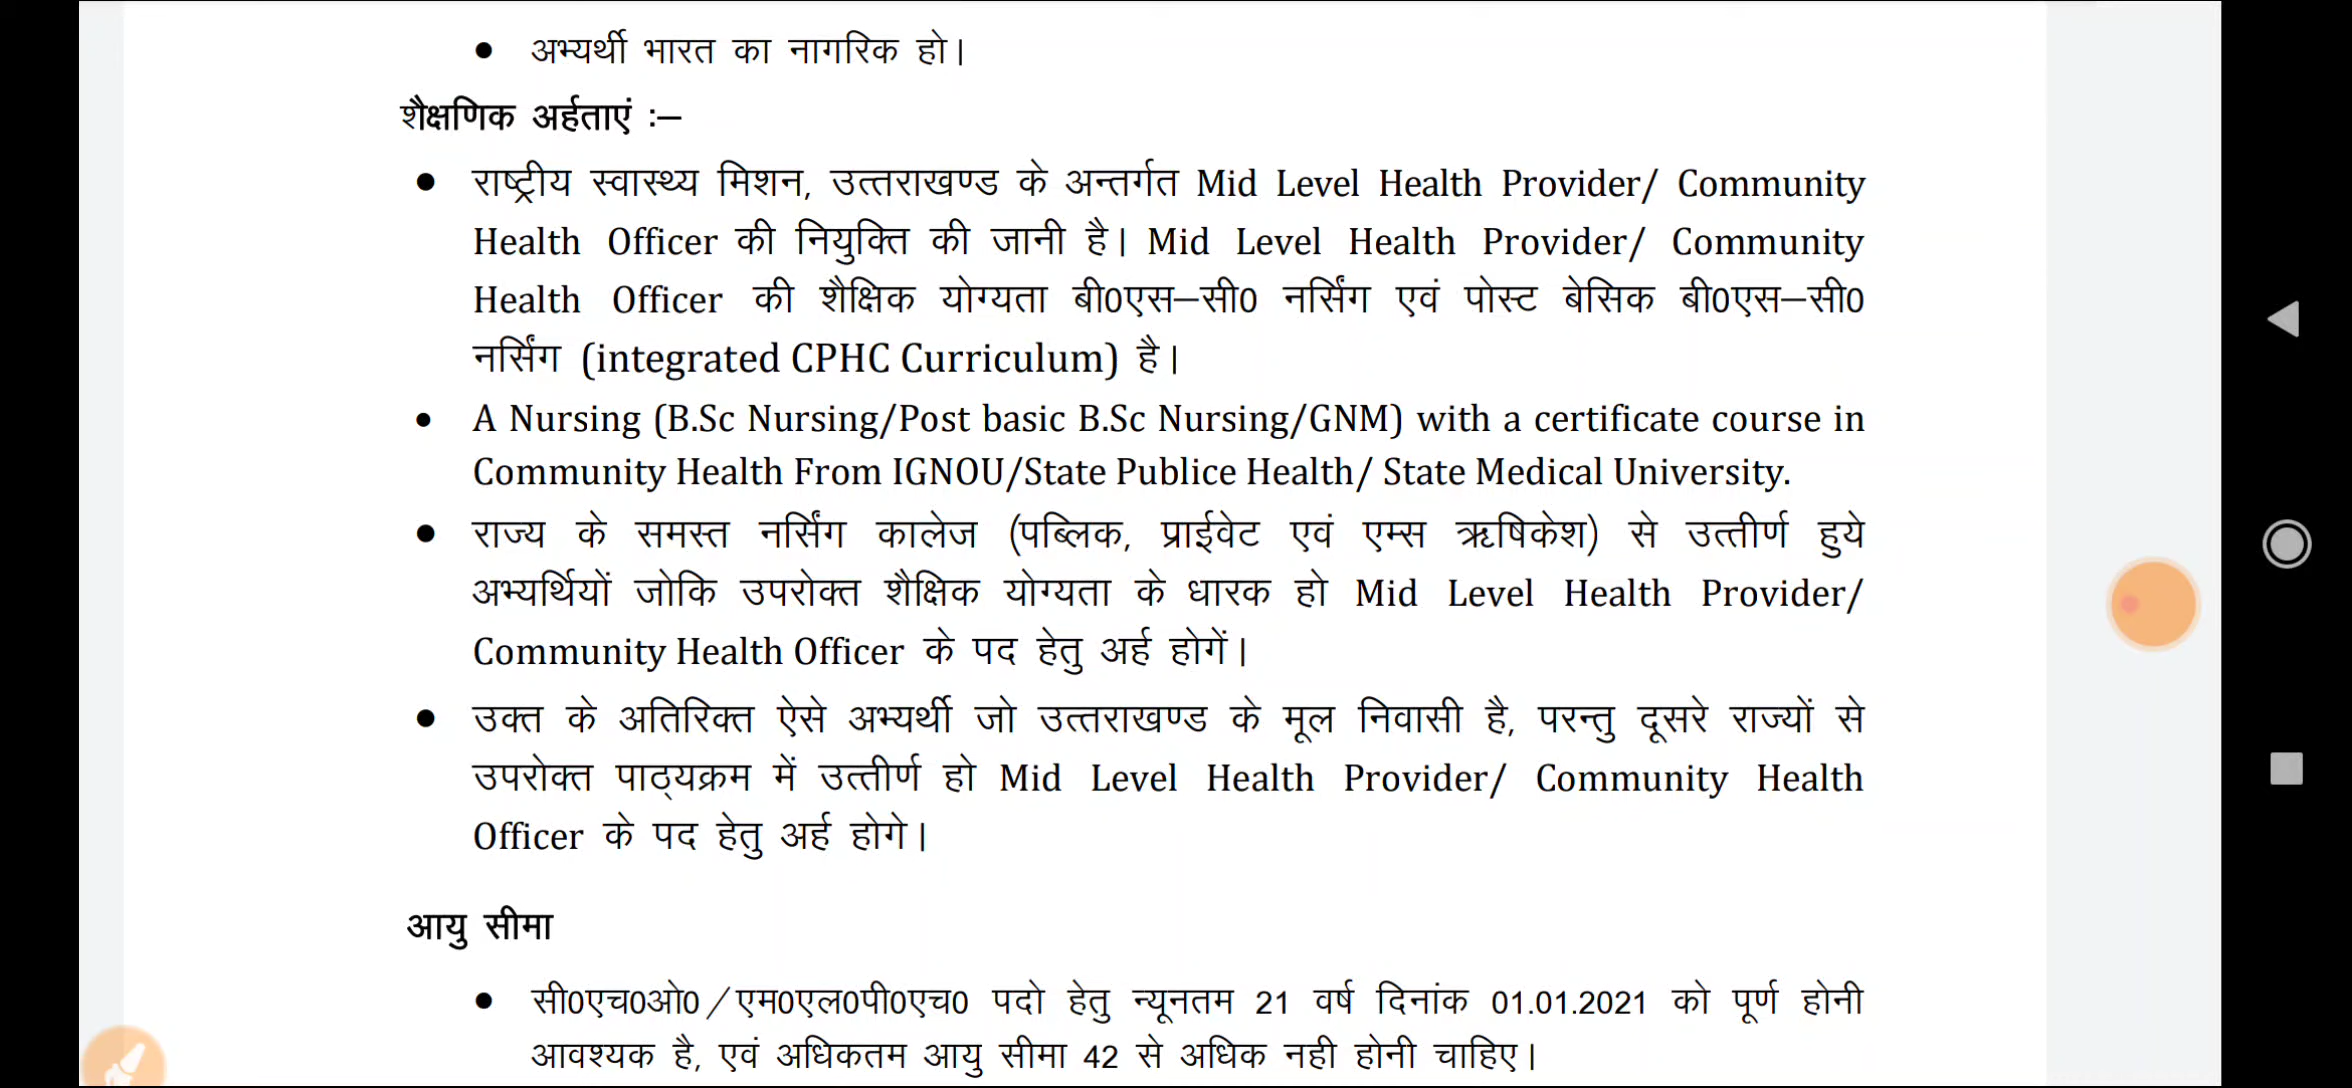 • अभ्यर्थी भारत का नागरिक हो।
शैक्षणिक अर्हताएं :–
• राष्ट्रीय स्वास्थ्य मिशन, उत्तराखण्ड के अन्तर्गत Mid Level Health Provider/ Community
Health Officer की नियुक्ति की जानी है। Mid Level Health Provider/ Community
Health Officer की शैक्षिक योग्यता बी0एस–सी0 नर्सिंग एवं पोस्ट बेसिक बी0एस–सी0
नर्सिंग (integrated CPHC Curriculum) है।
• A Nursing (B.Sc Nursing/Post basic B.Sc Nursing/GNM) with a certificate course in
Community Health From IGNOU/State Publice Health/ State Medical University.
• राज्य के समस्त नर्सिंग कालेज (पब्लिक, प्राईवेट एवं एम्स ऋषिकेश) से उत्तीर्ण हुये
अभ्यर्थियों जोकि उपरोक्त शैक्षिक योग्यता के धारक हो Mid Level Health Provider/
Community Health Officer के पद हेतु अर्ह होगें।
• उक्त के अतिरिक्त ऐसे अभ्यर्थी जो उत्तराखण्ड के मूल निवासी है, परन्तु दूसरे राज्यों से
उपरोक्त पाठ्यक्रम में उत्तीर्ण हो Mid Level Health Provider/ Community Health
Officer के पद हेतु अर्ह होगे।
आयु सीमा
• सी0एच0ओ0/एम0एल0पी0एच0 पदो हेतु न्यूनतम 21 वर्ष दिनांक 01.01.2021 को पूर्ण होनी
आवश्यक है, एवं अधिकतम आयु सीमा 42 से अधिक नही होनी चाहिए।